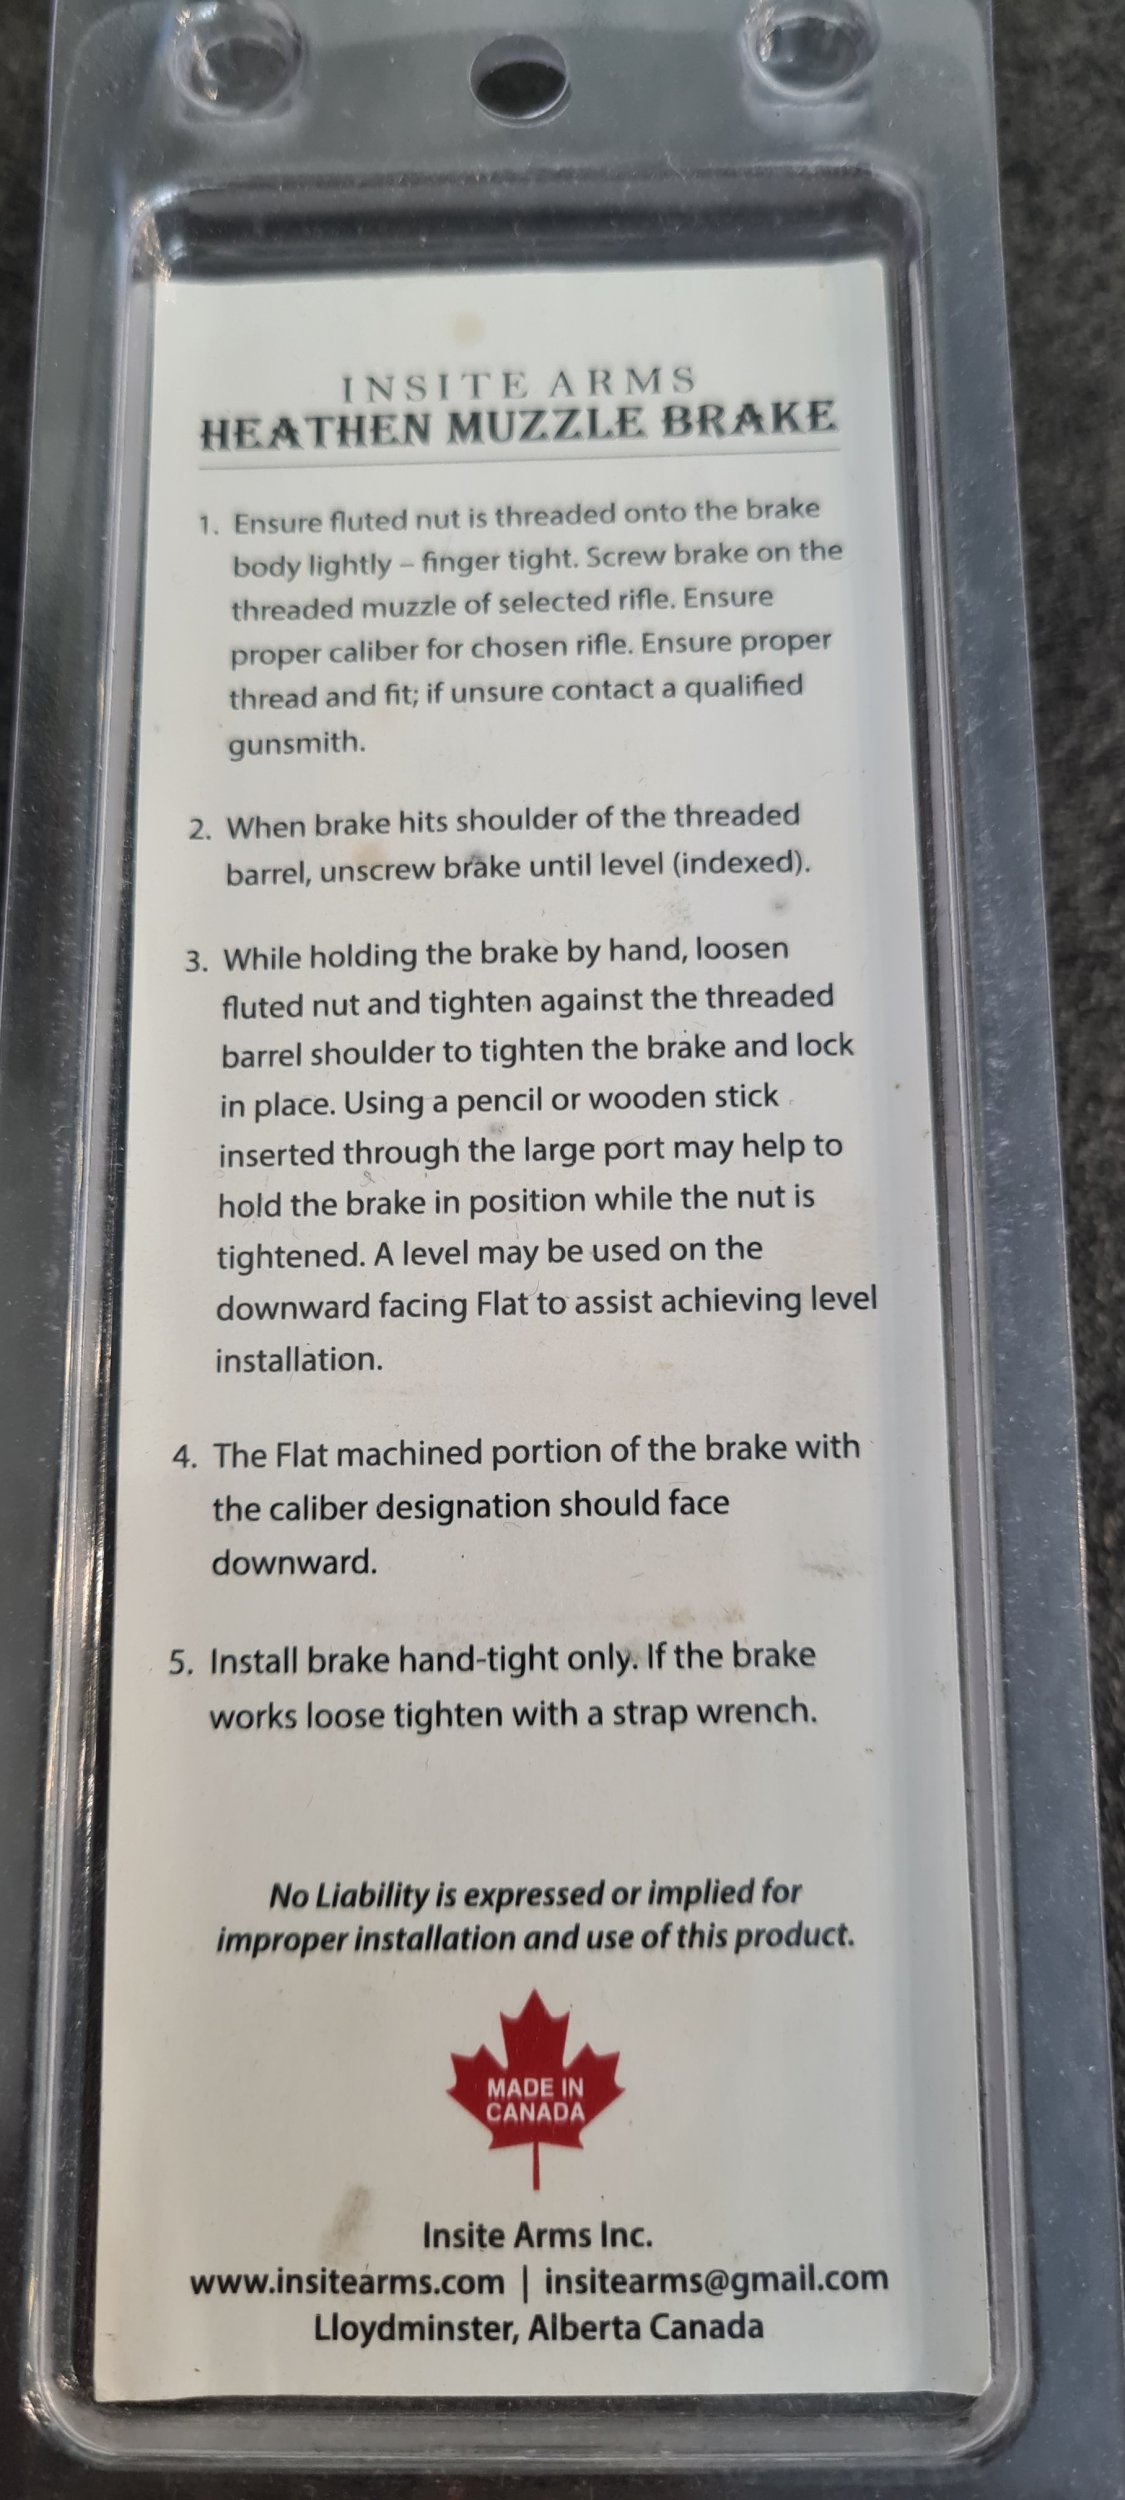 INSITE ARMS
HEATHEN MUZZLE BRAKE
1. Ensure fluted nut is threaded onto the brake
body lightly – finger tight. Screw brake on the
threaded muzzle of selected rifle. Ensure
proper caliber for chosen rifle. Ensure proper
thread and fit; if unsure contact a qualified
gunsmith.
2. When brake hits shoulder of the threaded
barrel, unscrew brake until level (indexed).
3. While holding the brake by hand, loosen
fluted nut and tighten against the threaded
barrel shoulder to tighten the brake and lock
in place. Using a pencil or wooden stick
inserted through the large port may help to
hold the brake in position while the nut is
tightened. A level may be used on the
downward facing Flat to assist achieving level
installation.
4. The Flat machined portion of the brake with
the caliber designation should face
downward.
5. Install brake hand-tight only. If the brake
works loose tighten with a strap wrench.
No Liability is expressed or implied for
improper installation and use of this product.
MADE IN
CANADA
Insite Arms Inc.
www.insitearms.com | insitearms@gmail.com
Lloydminster, Alberta Canada